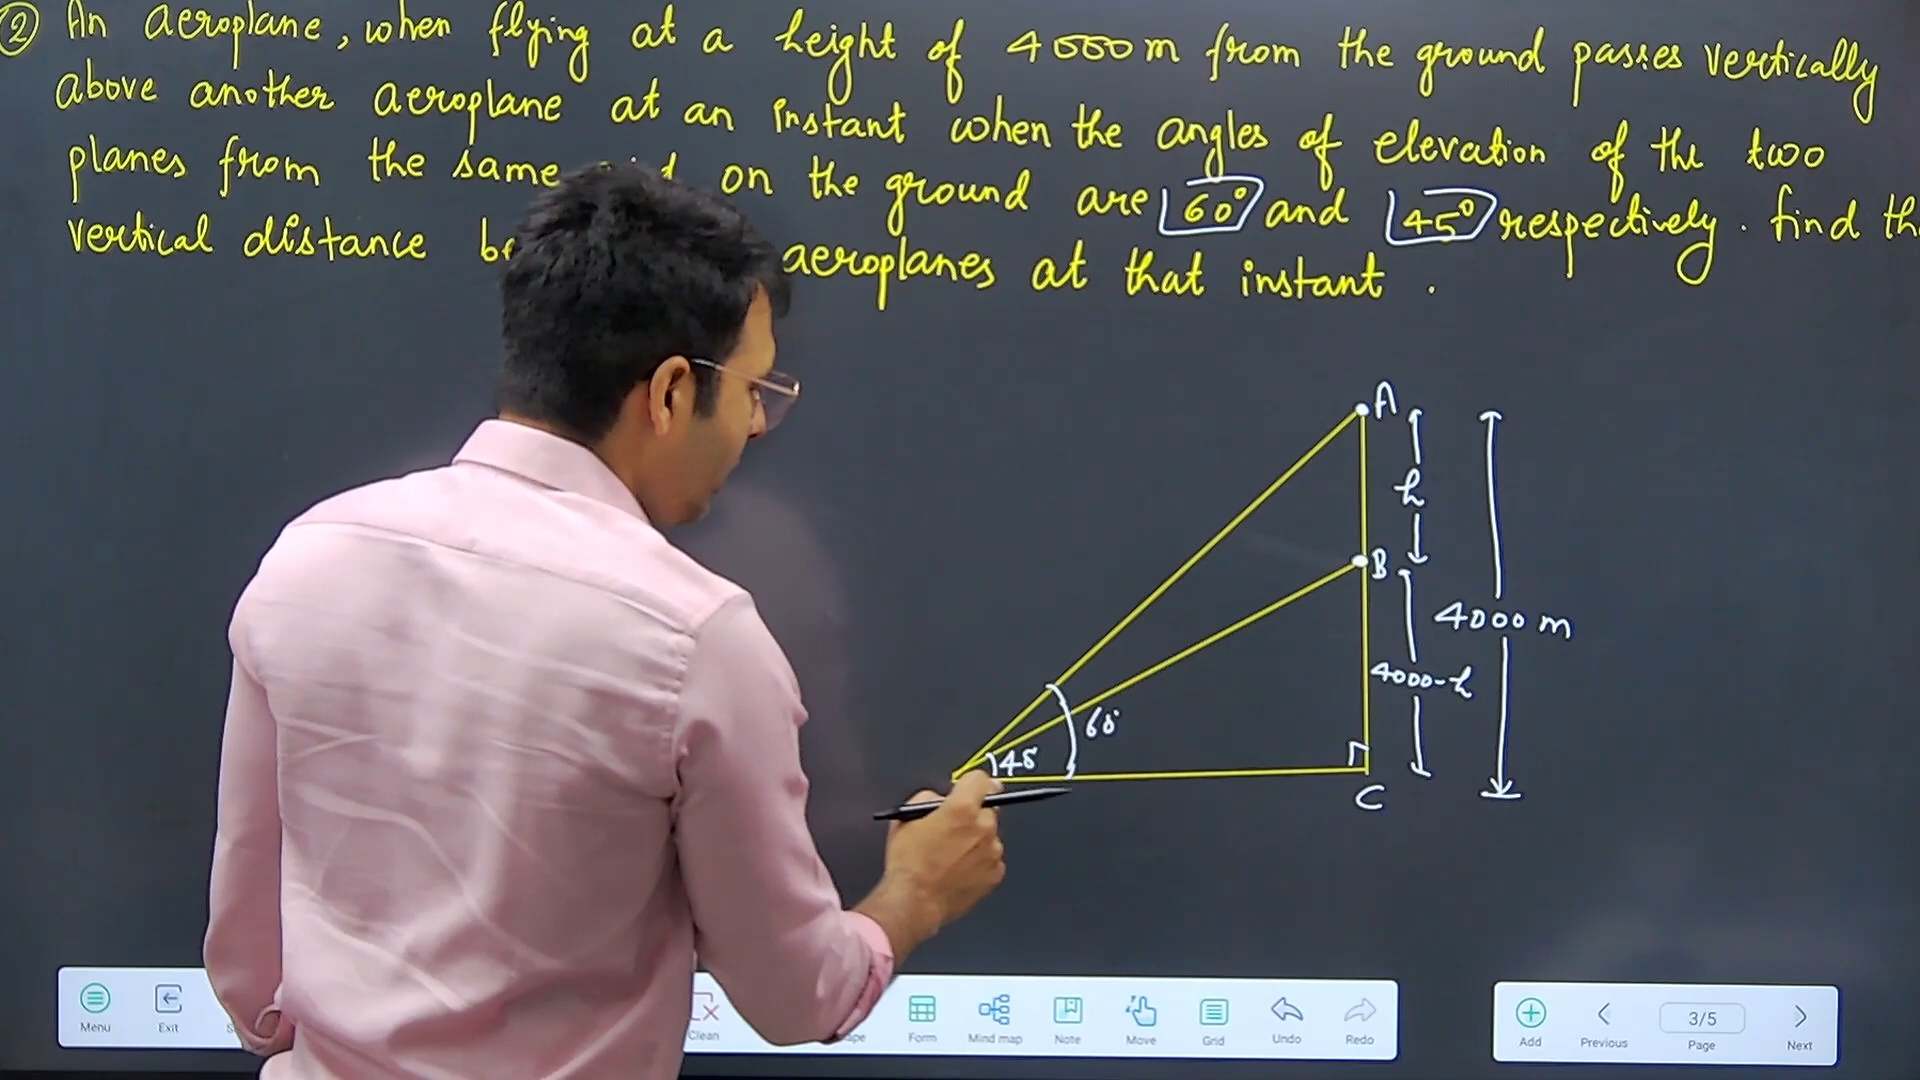 ② An aeroplane, when flying at a height of 4000m from the ground passes vertically
above another aeroplane at an instant when the angles of elevation of the two
planes from the same on the ground are 60° and 45° respectively. find th
vertical distance be aeroplanes at that instant .
A
h
B
4000 m
4000-h
60°
45
C
Menu
Exit
Clean
Form
Mind map
Note
Move
Grid
Undo
Redo
Add
Previous
3/5
Page
Next